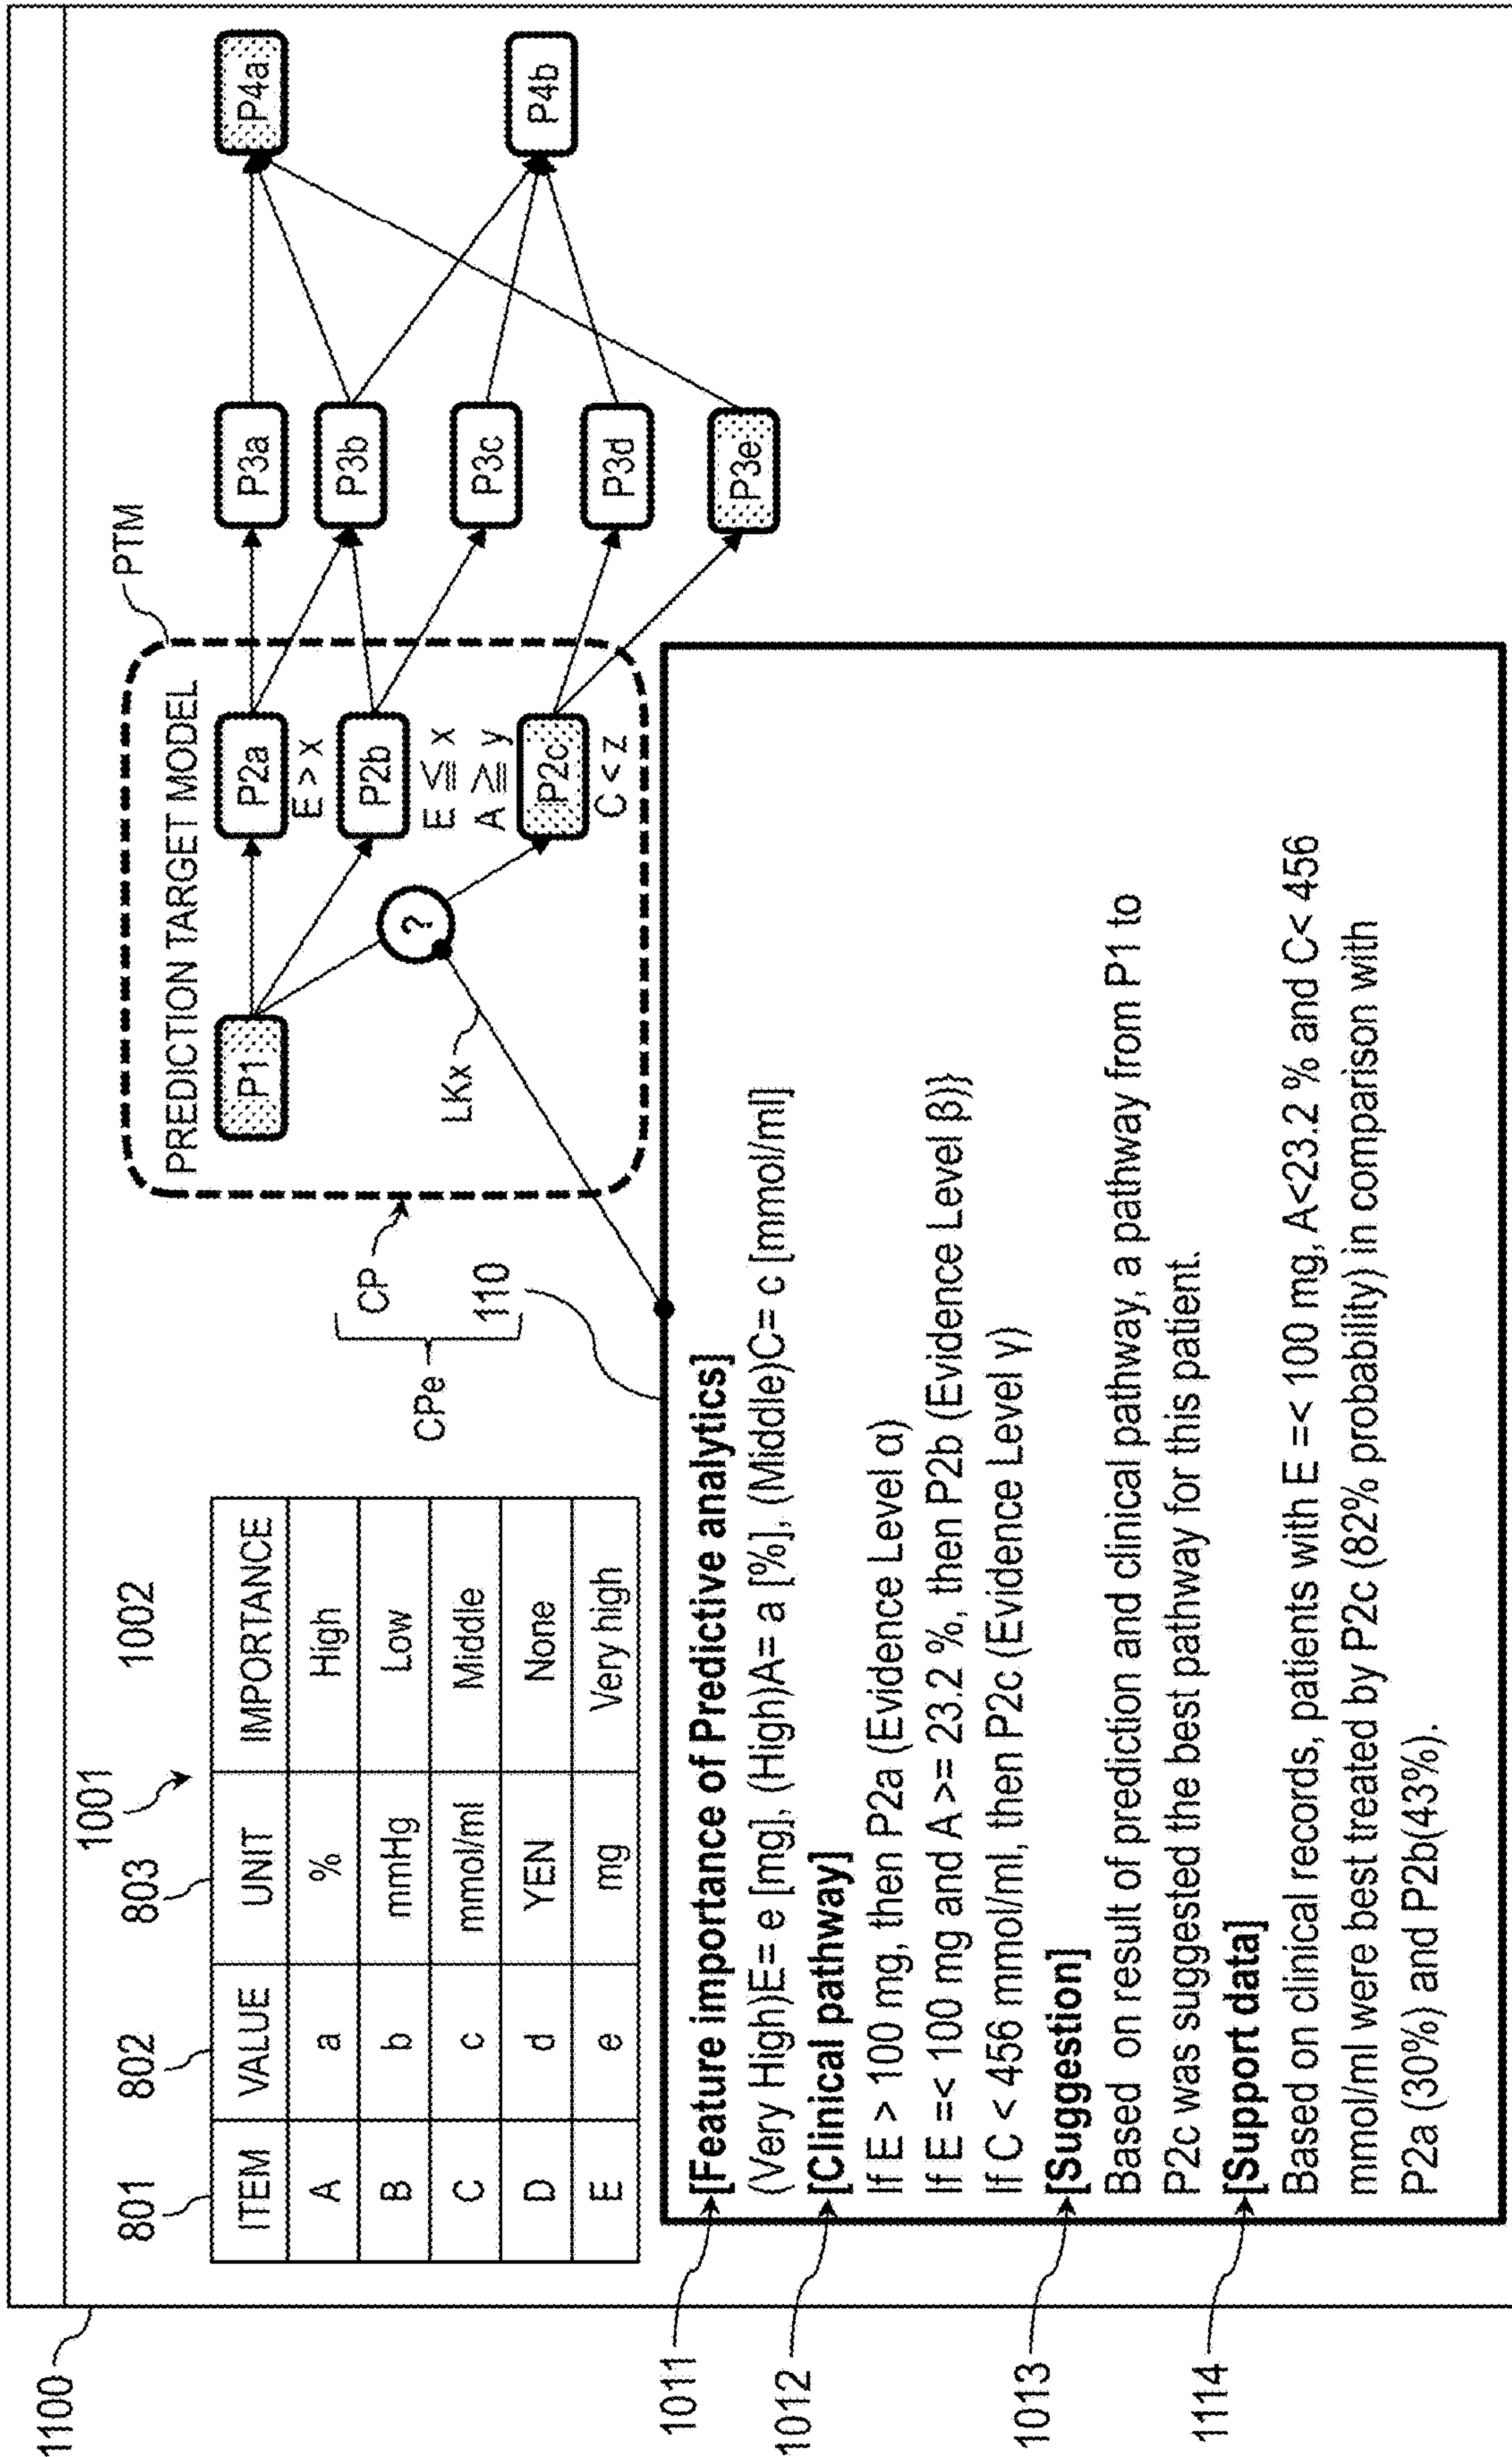 1100
1001
801
802
803
1002
ITEM VALUE UNIT IMPORTANCE
A a % High
B b mmHg Low
C c mmol/ml Middle
D d YEN None
E e mg Very high
CPe
CP
110
PTM
PREDICTION TARGET MODEL
P1
P2a
E > x
P2b
E ≦ x
A ≧ y
P2c
C < z
?
LKx
P3a
P3b
P3c
P3d
P3e
P4a
P4b
1011
[Feature importance of Predictive analytics]
(Very High)E= e [mg], (High)A= a [%], (Middle)C= c [mmol/ml]
1012
[Clinical pathway]
If E > 100 mg, then P2a (Evidence Level α)
If E =< 100 mg and A >= 23.2 %, then P2b (Evidence Level β)}}
If C < 456 mmol/ml, then P2c (Evidence Level γ)
1013
[Suggestion]
Based on result of prediction and clinical pathway, a pathway from P1 to
P2c was suggested the best pathway for this patient.
1114
[Support data]
Based on clinical records, patients with E =< 100 mg, A<23.2 % and C< 456
mmol/ml were best treated by P2c (82% probability) in comparison with
P2a (30%) and P2b(43%).